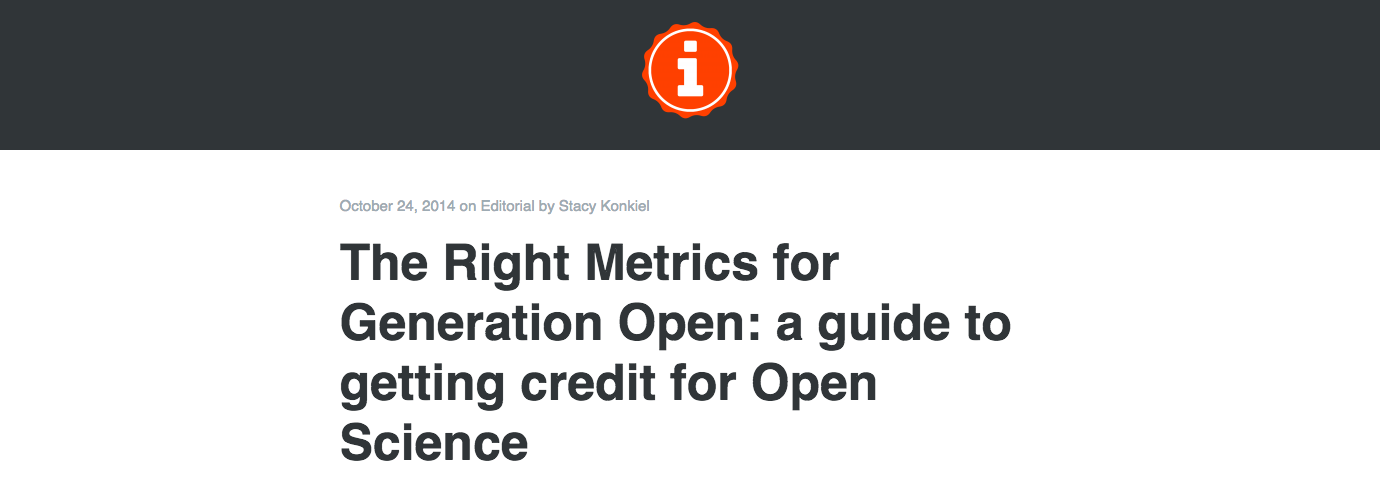 i
October 24, 2014 on Editorial by Stacy Konkiel
The Right Metrics for
Generation Open: a guide to
getting credit for Open
Science